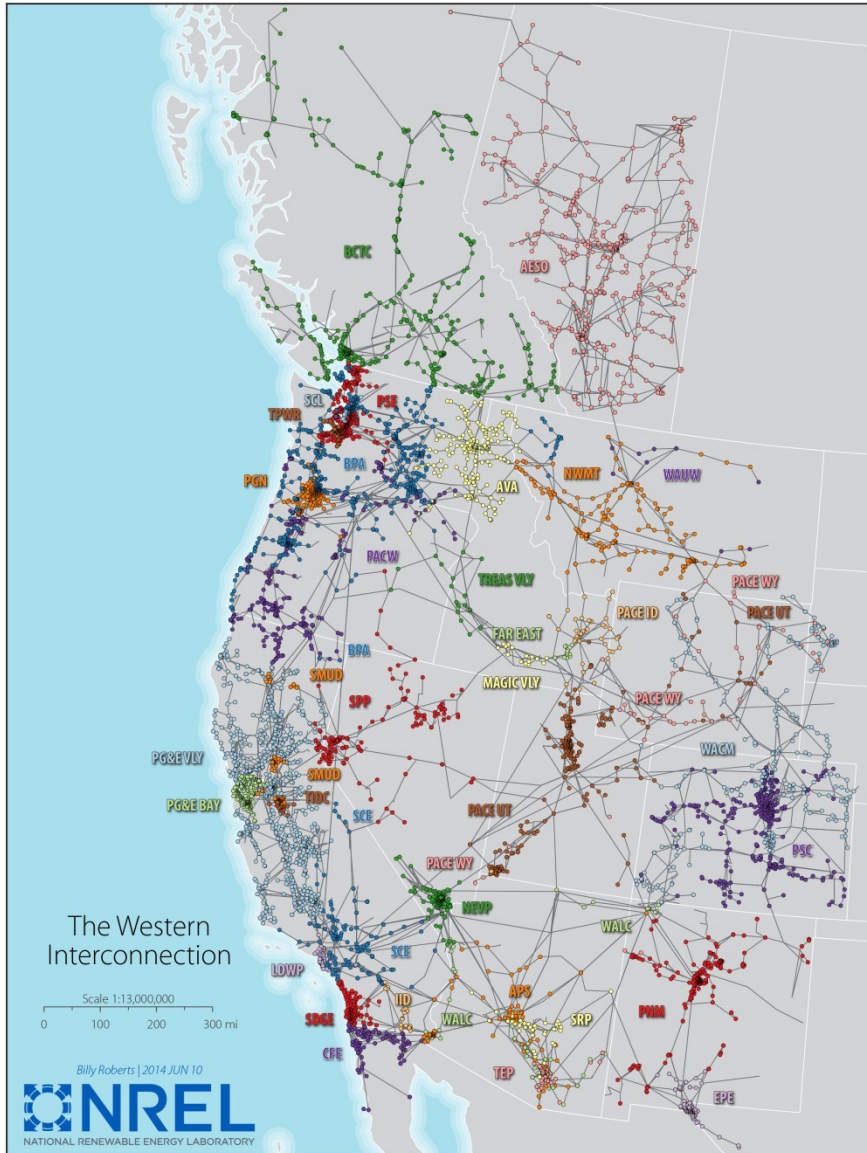 BCTC
AESO
SCL
PSE
TPWR
BPA
PGN
AVA
NWMT
WAUW
PACW
TREAS VLY
PACE WY
PACE ID
PACE UT
FAR EAST
BPA
MAGIC VLY
SMUD
SPP
PACE WY
WACM
PG&E VLY
SMUD
PG&E BAY
TIDC
SCE
PACE UT
PSC
PACE WY
NEVP
WALC
The Western
Interconnection
SCE
LDWP
Scale 1:13,000,000
0 100 200 300 mi
IID
APS
SDGE
WALC
SRP
PNM
CFE
TEP
EPE
Billy Roberts | 2014 JUN 10
NREL
NATIONAL RENEWABLE ENERGY LABORATORY